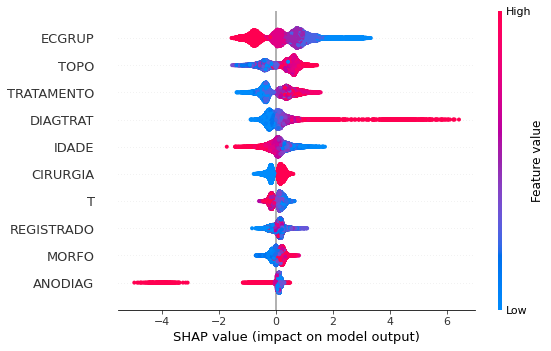 High
ECGRUP
TOPO
TRATAMENTO
DIAGTRAT
IDADE
CIRURGIA
T
REGISTRADO
MORFO
ANODIAG
Feature value
Low
−4 −2 0 2 4 6
SHAP value (impact on model output)